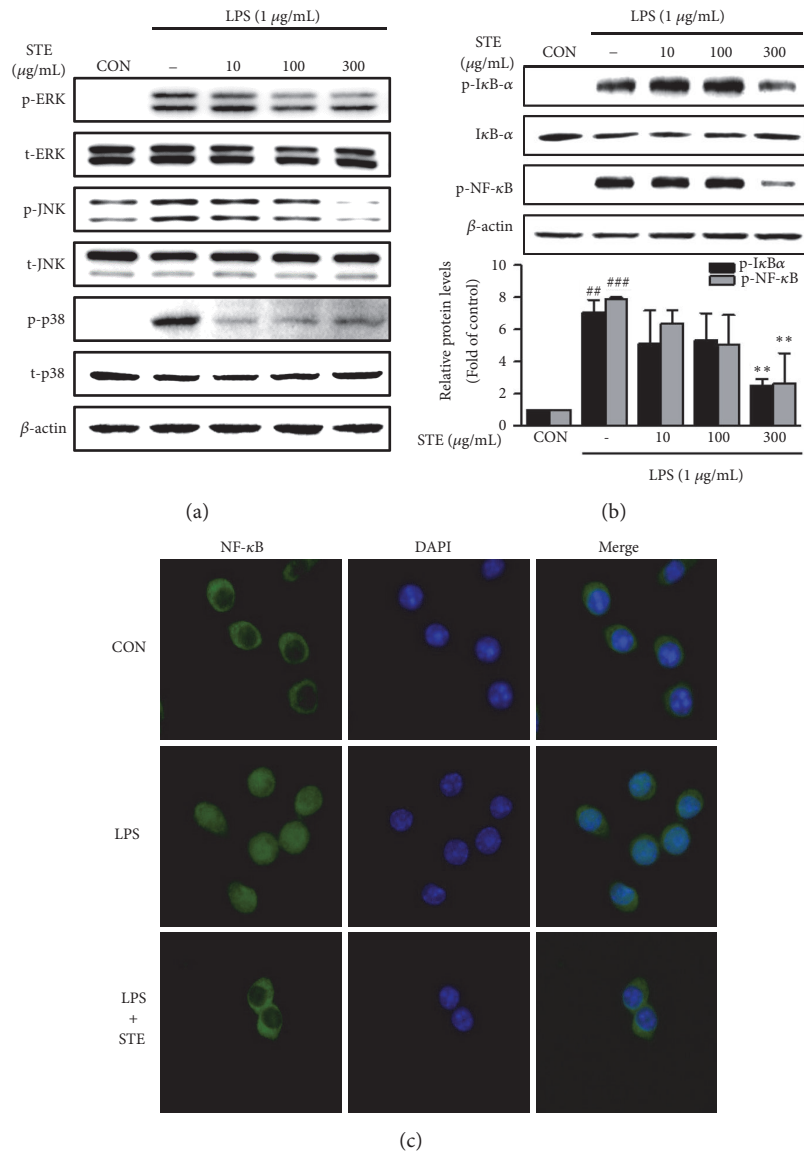 LPS (1 μg/mL)
STE
(μg/mL)
CON – 10 100 300
p-ERK
t-ERK
p-JNK
t-JNK
p-p38
t-p38
β-actin
(a)
LPS (1 μg/mL)
STE
(μg/mL)
CON – 10 100 300
p-IκB-α
IκB-α
p-NF-κB
β-actin
Relative protein levels
(Fold of control)
10
8
6
4
2
0
## ###
** **
p-IκBα
p-NF-κB
CON - 10 100 300
STE (μg/mL)
LPS (1 μg/mL)
(b)
NF-κB DAPI Merge
CON
LPS
LPS
+
STE
(c)